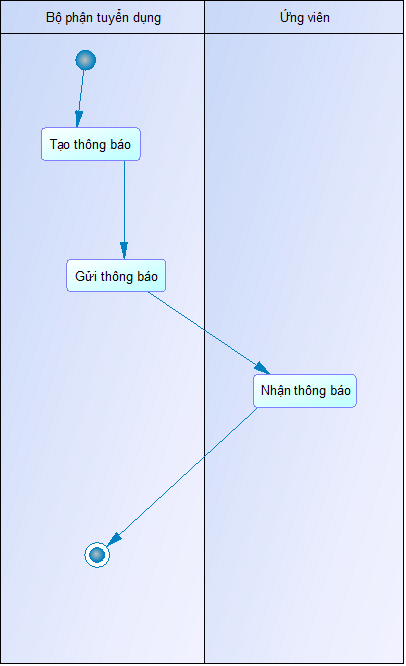 Bộ phận tuyển dụng
Ứng viên
Tạo thông báo
Gửi thông báo
Nhận thông báo